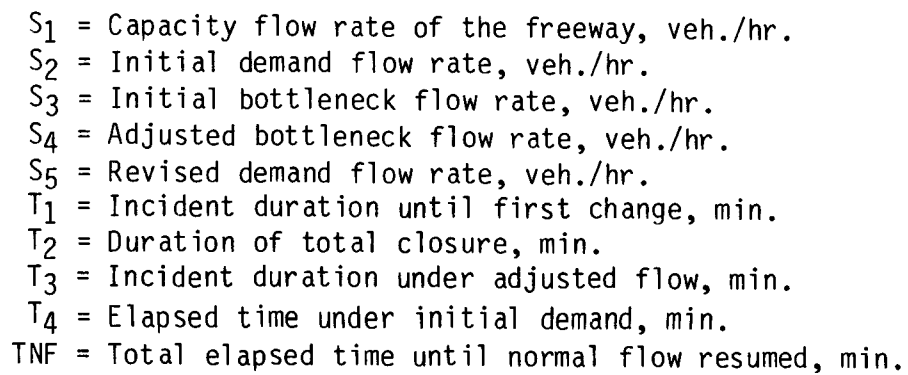 S1 = Capacity flow rate of the freeway, veh./hr.
S2 = Initial demand flow rate, veh./hr.
S3 = Initial bottleneck flow rate, veh./hr.
S4 = Adjusted bottleneck flow rate, veh./hr.
S5 = Revised demand flow rate, veh./hr.
T1 = Incident duration until first change, min.
T2 = Duration of total closure, min.
T3 = Incident duration under adjusted flow, min.
T4 = Elapsed time under initial demand, min.
TNF = Total elapsed time until normal flow resumed, min.